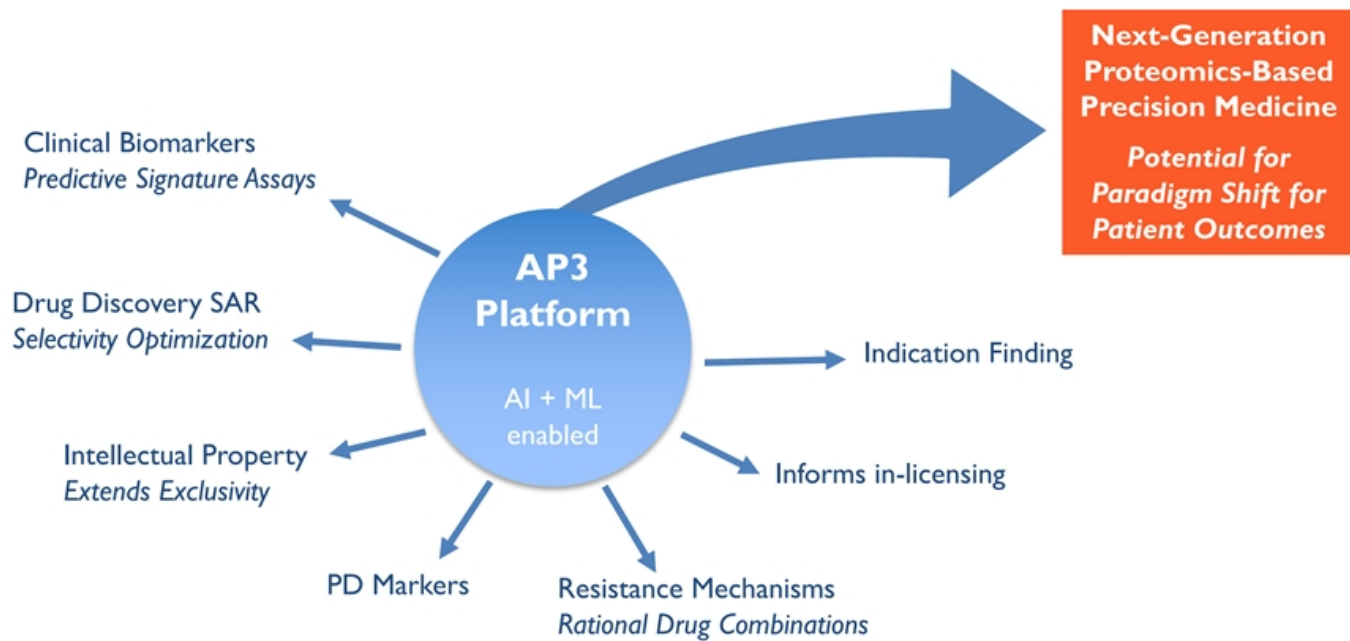 Next-Generation
Proteomics-Based
Precision Medicine
Potential for
Paradigm Shift for
Patient Outcomes
Clinical Biomarkers
Predictive Signature Assays
AP3
Platform
AI + ML
enabled
Drug Discovery SAR
Selectivity Optimization
Indication Finding
Intellectual Property
Extends Exclusivity
Informs in-licensing
PD Markers
Resistance Mechanisms
Rational Drug Combinations